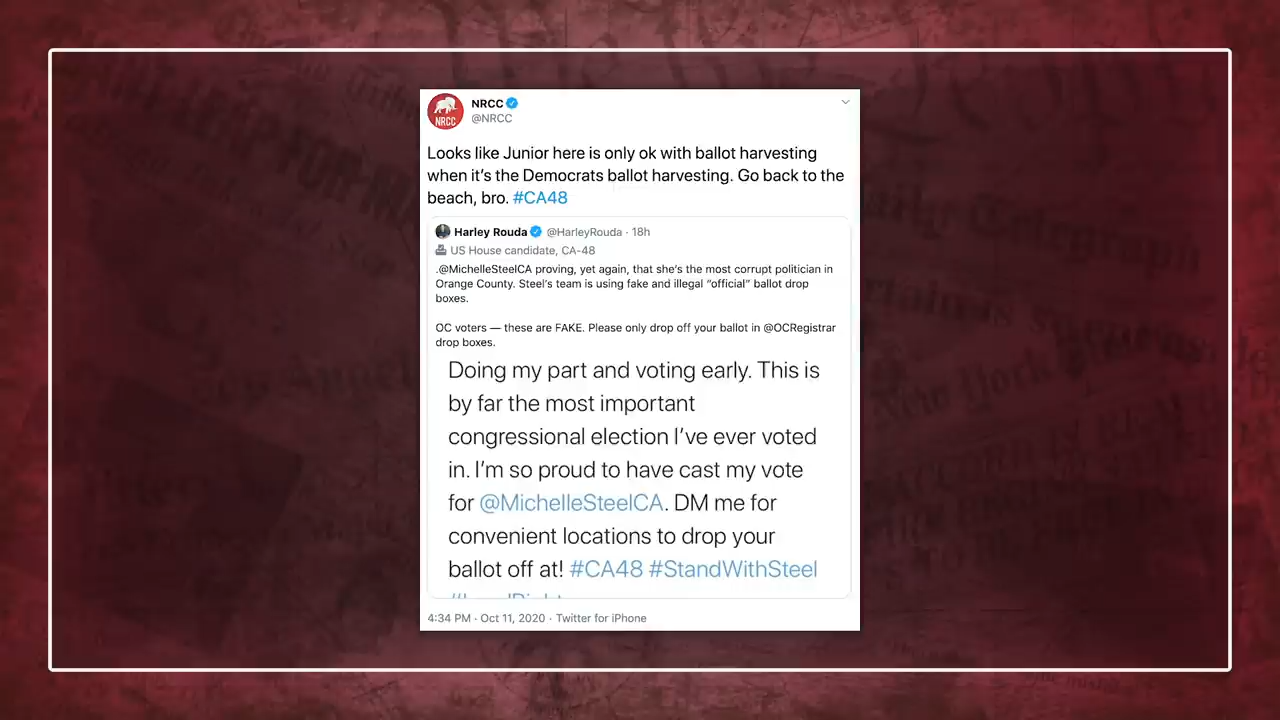 NRCC
@NRCC
NRCC
Looks like Junior here is only ok with ballot harvesting
when it’s the Democrats ballot harvesting. Go back to the
beach, bro. #CA48
Harley Rouda @HarleyRouda · 18h
US House candidate, CA-48
.@MichelleSteelCA proving, yet again, that she’s the most corrupt politician in
Orange County. Steel’s team is using fake and illegal “official” ballot drop
boxes.
OC voters — these are FAKE. Please only drop off your ballot in @OCRegistrar
drop boxes.
Doing my part and voting early. This is
by far the most important
congressional election I’ve ever voted
in. I’m so proud to have cast my vote
for @MichelleSteelCA. DM me for
convenient locations to drop your
ballot off at! #CA48 #StandWithSteel
4:34 PM · Oct 11, 2020 · Twitter for iPhone